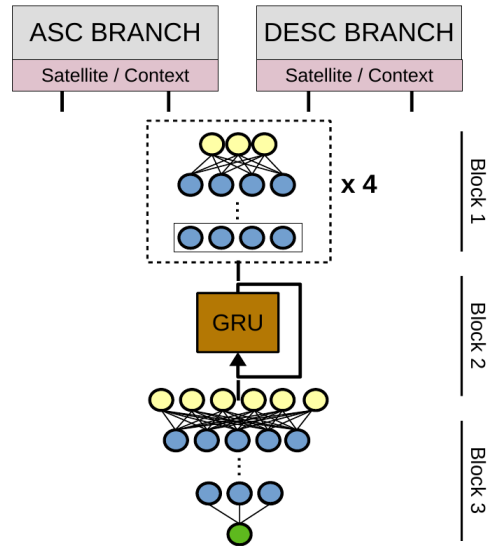 ASC BRANCH
Satellite / Context
DESC BRANCH
Satellite / Context
x 4
Block 1
GRU
Block 2
Block 3